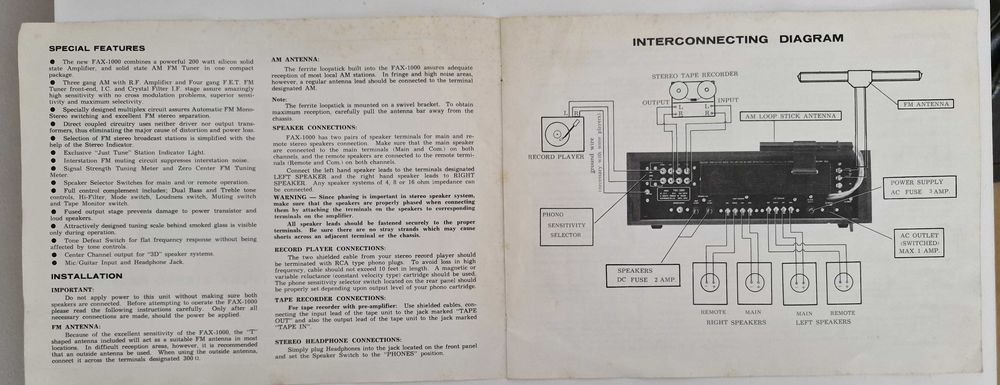 SPECIAL FEATURES
● The new FAX-1000 combines a powerful 200 watt silicon solid
state Amplifier, and solid state AM FM Tuner in one compact
package.
● Three gang AM with R.F. Amplifier and Four gang F.E.T. FM
Tuner front-end, I.C. and Crystal Filter I.F. stage assure amazingly
high sensitivity with no cross modulation problems, superior sensi-
tivity and maximum selectivity.
● Specially designed multiplex circuit assures Automatic FM Mono-
Stereo switching and excellent FM stereo separation.
● Direct coupled circuitry uses neither driver nor output trans-
formers, thus eliminating the major cause of distortion and power loss.
● Selection of FM stereo broadcast stations is simplified with the
help of the Stereo Indicator.
● Exclusive "Just Tune" Station Indicator Light.
● Interstation FM muting circuit suppresses interstation noise.
● Signal Strength Tuning Meter and Zero Center FM Tuning
Meter.
● Speaker Selector Switches for main and/or remote operation.
● Full control complement includes; Dual Bass and Treble tone
controls, Hi-Filter, Mode switch, Loudness switch, Muting switch
and Tape Monitor switch.
● Fused output stage prevents damage to power transistor and
loud speakers.
● Attractively designed tuning scale behind smoked glass is visible
only during operation.
● Tone Defeat Switch for flat frequency response without being
affected by tone controls.
● Center Channel output for "3D" speaker systems.
● Mic/Guitar Input and Headphone Jack.
INSTALLATION
IMPORTANT:
Do not apply power to this unit without making sure both
speakers are connected. Before attempting to operate the FAX-1000
please read the following instructions carefully. Only after all
necessary connections are made, should the power be applied.
FM ANTENNA:
Because of the excellent sensitivity of the FAX-1000, the "T"
shaped antenna included will act as a suitable FM antenna in most
locations. In difficult reception areas, however, it is recommended
that an outside antenna be used. When using the outside antenna,
connect it across the terminals designated 300 Ω.
AM ANTENNA:
The ferrite loopstick built into the FAX-1000 assures adequate
reception of most local AM stations. In fringe and high noise areas,
however, a regular antenna lead should be connected to the terminal
designated AM.
Note:
The ferrite loopstick is mounted on a swivel bracket. To obtain
maximum reception, carefully pull the antenna bar away from the
chassis.
SPEAKER CONNECTIONS:
FAX-1000 has two pairs of speaker terminals for main and re-
mote stereo speakers connection. Make sure that the main speaker
are connected to the main terminals (Main and Com.) on both
channels, and the remote speakers are connected to the remote termi-
nals (Remote and Com.) on both channels.
Connect the left hand speaker leads to the terminals designated
LEFT SPEAKER and the right hand speaker leads to RIGHT
SPEAKER. Any speaker systems of 4, 8 or 16 ohm impedance can
be connected.
WARNING — Since phasing is important in stereo speaker system,
make sure that the speakers are properly phased when connecting
them by attaching the terminals on the speakers to corresponding
terminals on the amplifier.
All speaker leads should be fastened securely to the proper
terminals. Be sure there are no stray strands which may cause
shorts across an adjacent terminal or the chassis.
RECORD PLAYER CONNECTIONS:
The two shielded cable from your stereo record player should
be terminated with RCA type phono plugs. To avoid loss in high
frequency, cable should not exceed 10 feet in length. A magnetic or
variable reluctance (constant velocity type) cartridge should be used.
The phone sensitivity selector switch located on the rear panel should
be properly set depending upon output level of your phono cartridge.
TAPE RECORDER CONNECTIONS:
For tape recorder with pre-amplifier: Use shielded cables, con-
necting the input lead of the tape unit to the jack marked "TAPE
OUT" and also the output lead of the tape unit to the jack marked
"TAPE IN".
STEREO HEADPHONE CONNECTIONS:
Simply plug Headphones into the jack located on the front panel
and set the Speaker Switch to the "PHONES" position.
INTERCONNECTING DIAGRAM
STEREO TAPE RECORDER
OUTPUT
L
R
L
R
INPUT
FM ANTENNA
AM LOOP STICK ANTENNA
L
R
RECORD PLAYER
ground wire
(necessary with some players)
POWER SUPPLY
AC FUSE 3 AMP.
PHONO
SENSITIVITY
SELECTOR
AC OUTLET
(SWITCHED)
MAX 1 AMP.
SPEAKERS
DC FUSE 2 AMP.
REMOTE
MAIN
MAIN
REMOTE
RIGHT SPEAKERS
LEFT SPEAKERS